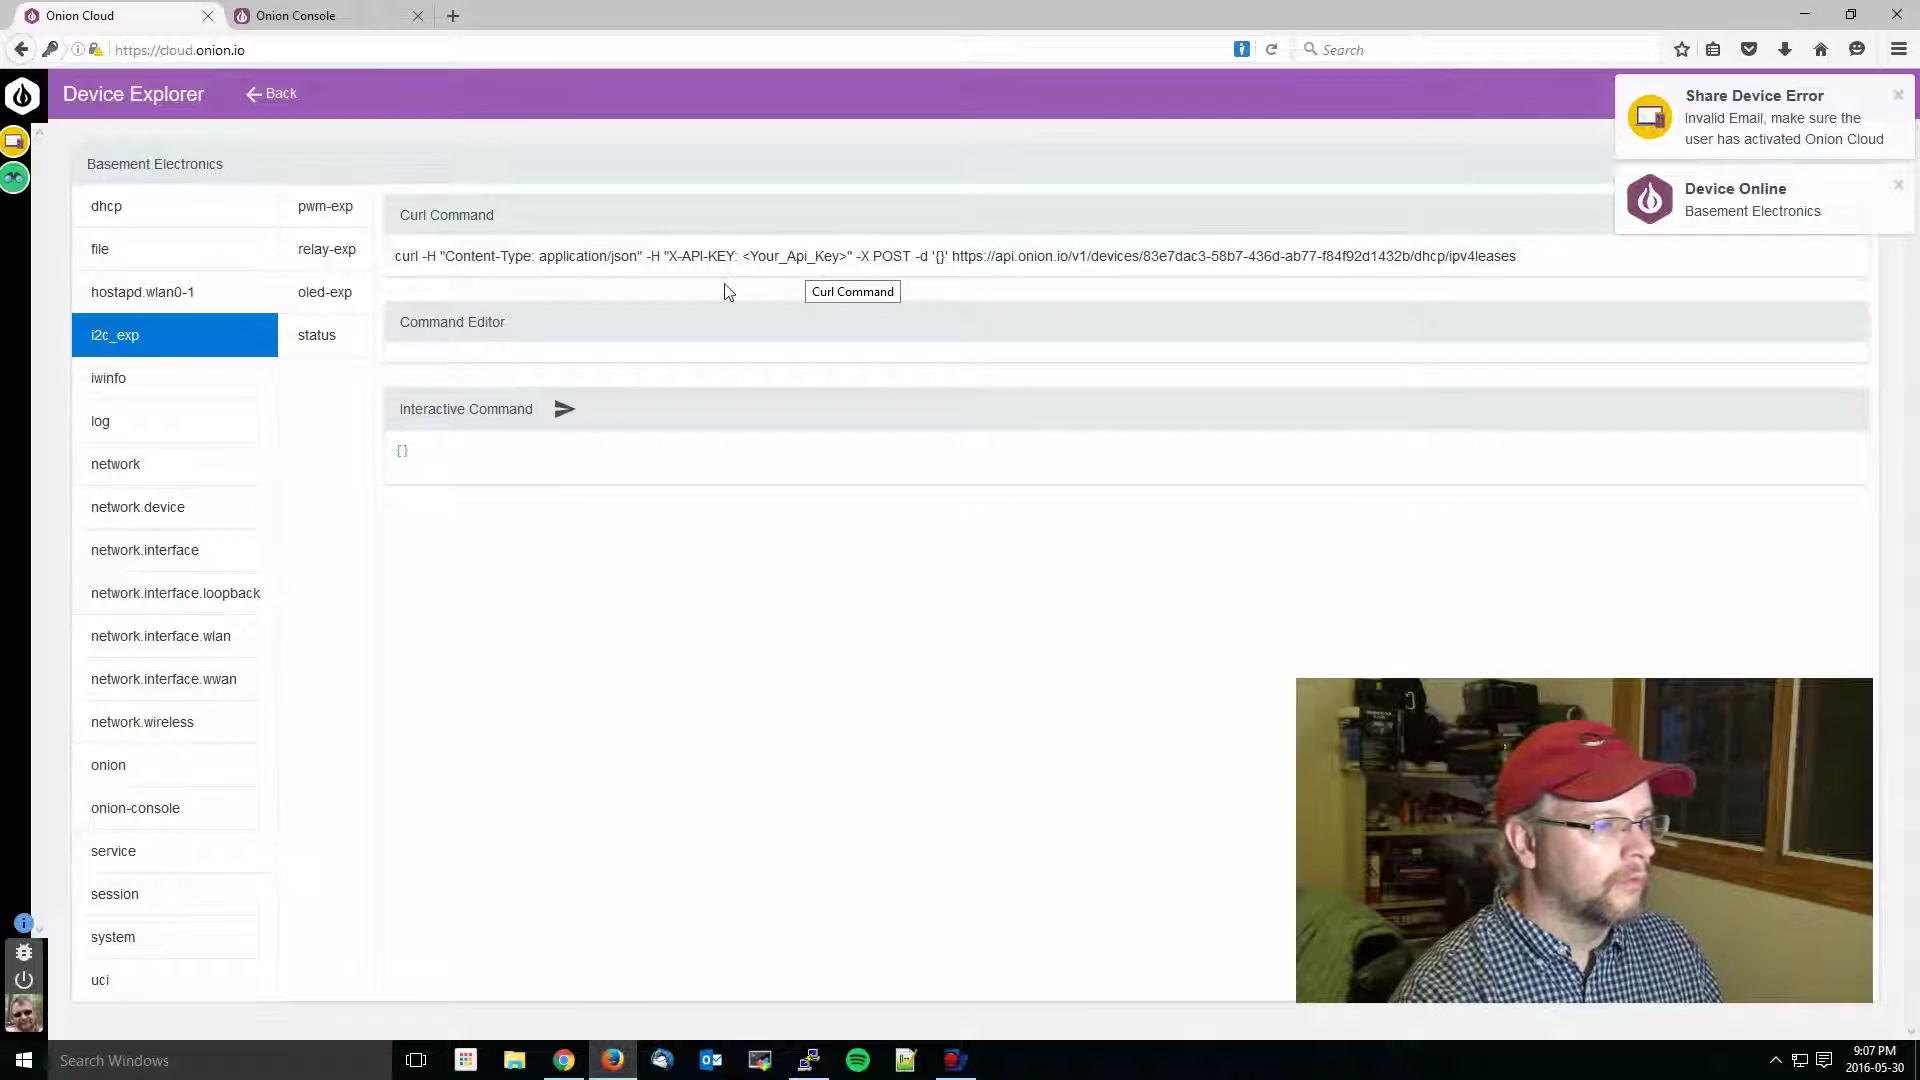 Onion Cloud
Onion Console
https://cloud.onion.io
Search
Device Explorer
Back
Share Device Error
Invalid Email, make sure the
user has activated Onion Cloud
Device Online
Basement Electronics
Basement Electronics
dhcp
file
hostapd.wlan0-1
i2c_exp
iwinfo
log
network
network.device
network.interface
network.interface.loopback
network.interface.wlan
network.interface.wwan
network.wireless
onion
onion-console
service
session
system
uci
pwm-exp
relay-exp
oled-exp
status
Curl Command
curl -H "Content-Type: application/json" -H "X-API-KEY: <Your_Api_Key>" -X POST -d '{}' https://api.onion.io/v1/devices/83e7dac3-58b7-436d-ab77-f84f92d1432b/dhcp/ipv4leases
Curl Command
Command Editor
Interactive Command
{}
Search Windows
9:07 PM
2016-05-30